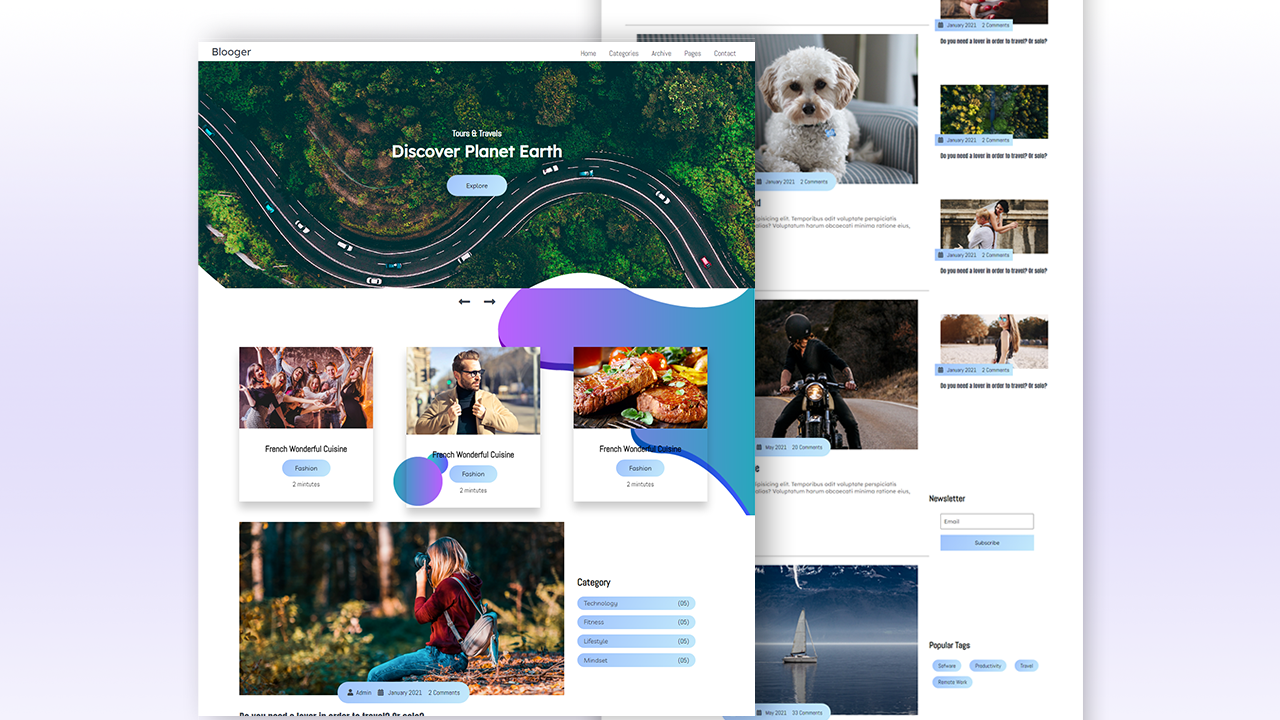 Blooger
Home Categories Archive Pages Contact
Tours & Travels
Discover Planet Earth
Explore
French Wonderful Cuisine
Fashion
2 mintutes
French Wonderful Cuisine
Fashion
2 mintutes
French Wonderful Cuisine
Fashion
2 mintutes
Admin January 2021 2 Comments
Do you need a lover in order to travel? Or solo?
Category
Technology (05)
Fitness (05)
Lifestyle (05)
Mindset (05)
January 2021 2 Comments
adipisicing elit. Temporibus odit voluptate perspiciatis
alias? Voluptatum harum obcaecati minima ratione eius,
May 2021 20 Comments
adipisicing elit. Temporibus odit voluptate perspiciatis
alias? Voluptatum harum obcaecati minima ratione eius,
May 2021 33 Comments
January 2021 2 Comments
Do you need a lover in order to travel? Or solo?
January 2021 2 Comments
Do you need a lover in order to travel? Or solo?
January 2021 2 Comments
Do you need a lover in order to travel? Or solo?
January 2021 2 Comments
Do you need a lover in order to travel? Or solo?
Newsletter
Email
Subscribe
Popular Tags
Sofware Productivity Travel
Remote Work